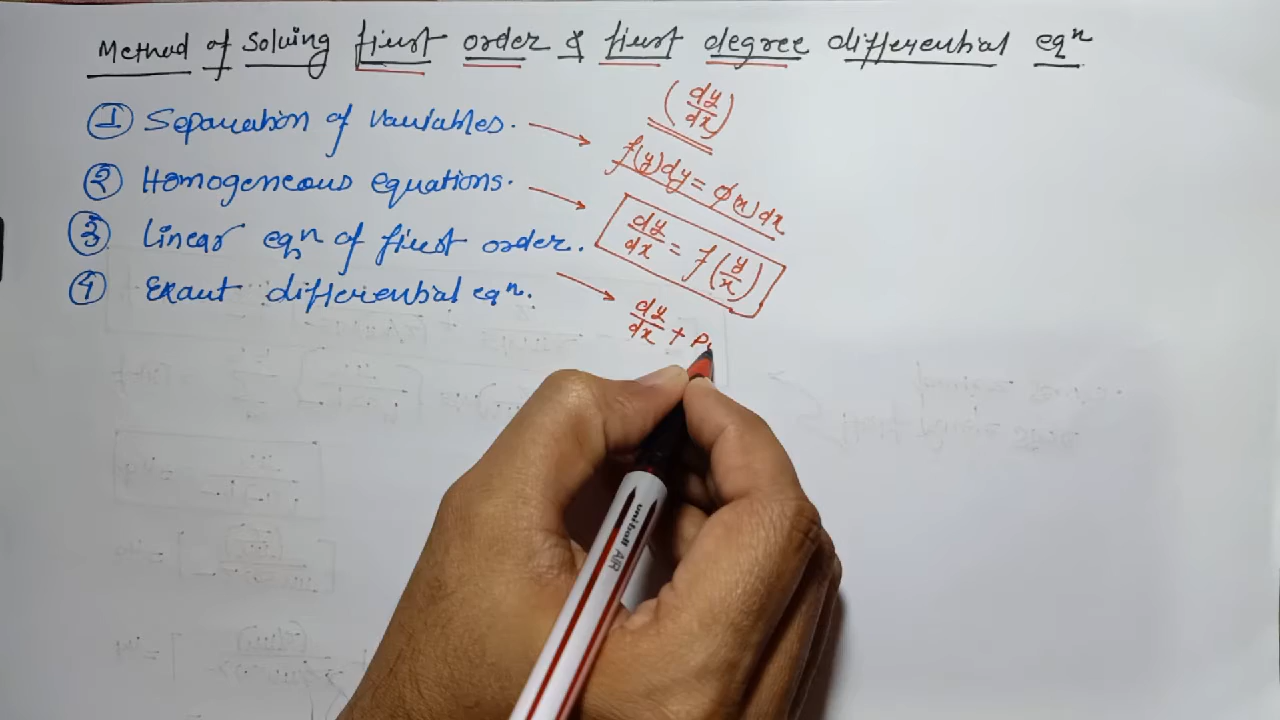 Method of Solving first order & first degree differential eqⁿ
① Separation of variables.
② Homogeneous equations.
③ Linear eqn of first order.
④ Exact differential eqⁿ.
(dy/dx)
f(y)dy = φ(x)dx
dy/dx = f(y/x)
dy/dx + Py
uniball AIR